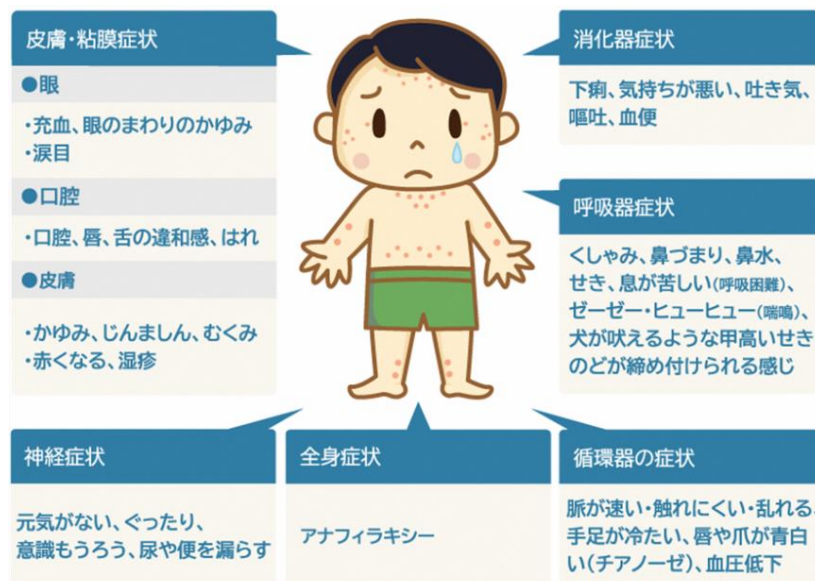 皮膚・粘膜症状
●眼
・充血、眼のまわりのかゆみ
・涙目
●口腔
・口腔、唇、舌の違和感、はれ
●皮膚
・かゆみ、じんましん、むくみ
・赤くなる、湿疹
消化器症状
下痢、気持ちが悪い、吐き気、
嘔吐、血便
呼吸器症状
くしゃみ、鼻づまり、鼻水、
せき、息が苦しい(呼吸困難)、
ゼーゼー・ヒューヒュー(喘鳴)、
犬が吠えるような甲高いせき
のどが締め付けられる感じ
神経症状
元気がない、ぐったり、
意識もうろう、尿や便を漏らす
全身症状
アナフィラキシー
循環器の症状
脈が速い・触れにくい・乱れる、
手足が冷たい、唇や爪が青白
い(チアノーゼ)、血圧低下